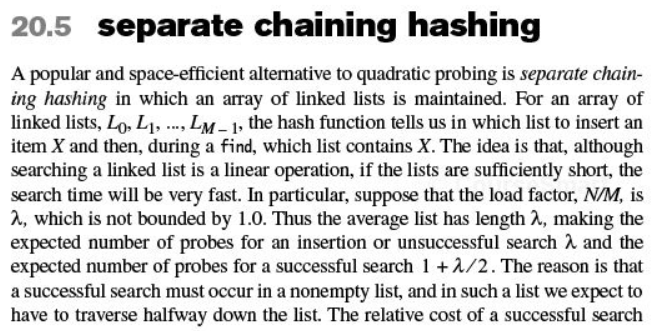 20.5 separate chaining hashing
A popular and space-efficient alternative to quadratic probing is separate chain-
ing hashing in which an array of linked lists is maintained. For an array of
linked lists, L0, L1, ..., LM – 1, the hash function tells us in which list to insert an
item X and then, during a find, which list contains X. The idea is that, although
searching a linked list is a linear operation, if the lists are sufficiently short, the
search time will be very fast. In particular, suppose that the load factor, N/M, is
λ, which is not bounded by 1.0. Thus the average list has length λ, making the
expected number of probes for an insertion or unsuccessful search λ and the
expected number of probes for a successful search 1 + λ/2. The reason is that
a successful search must occur in a nonempty list, and in such a list we expect to
have to traverse halfway down the list. The relative cost of a successful search